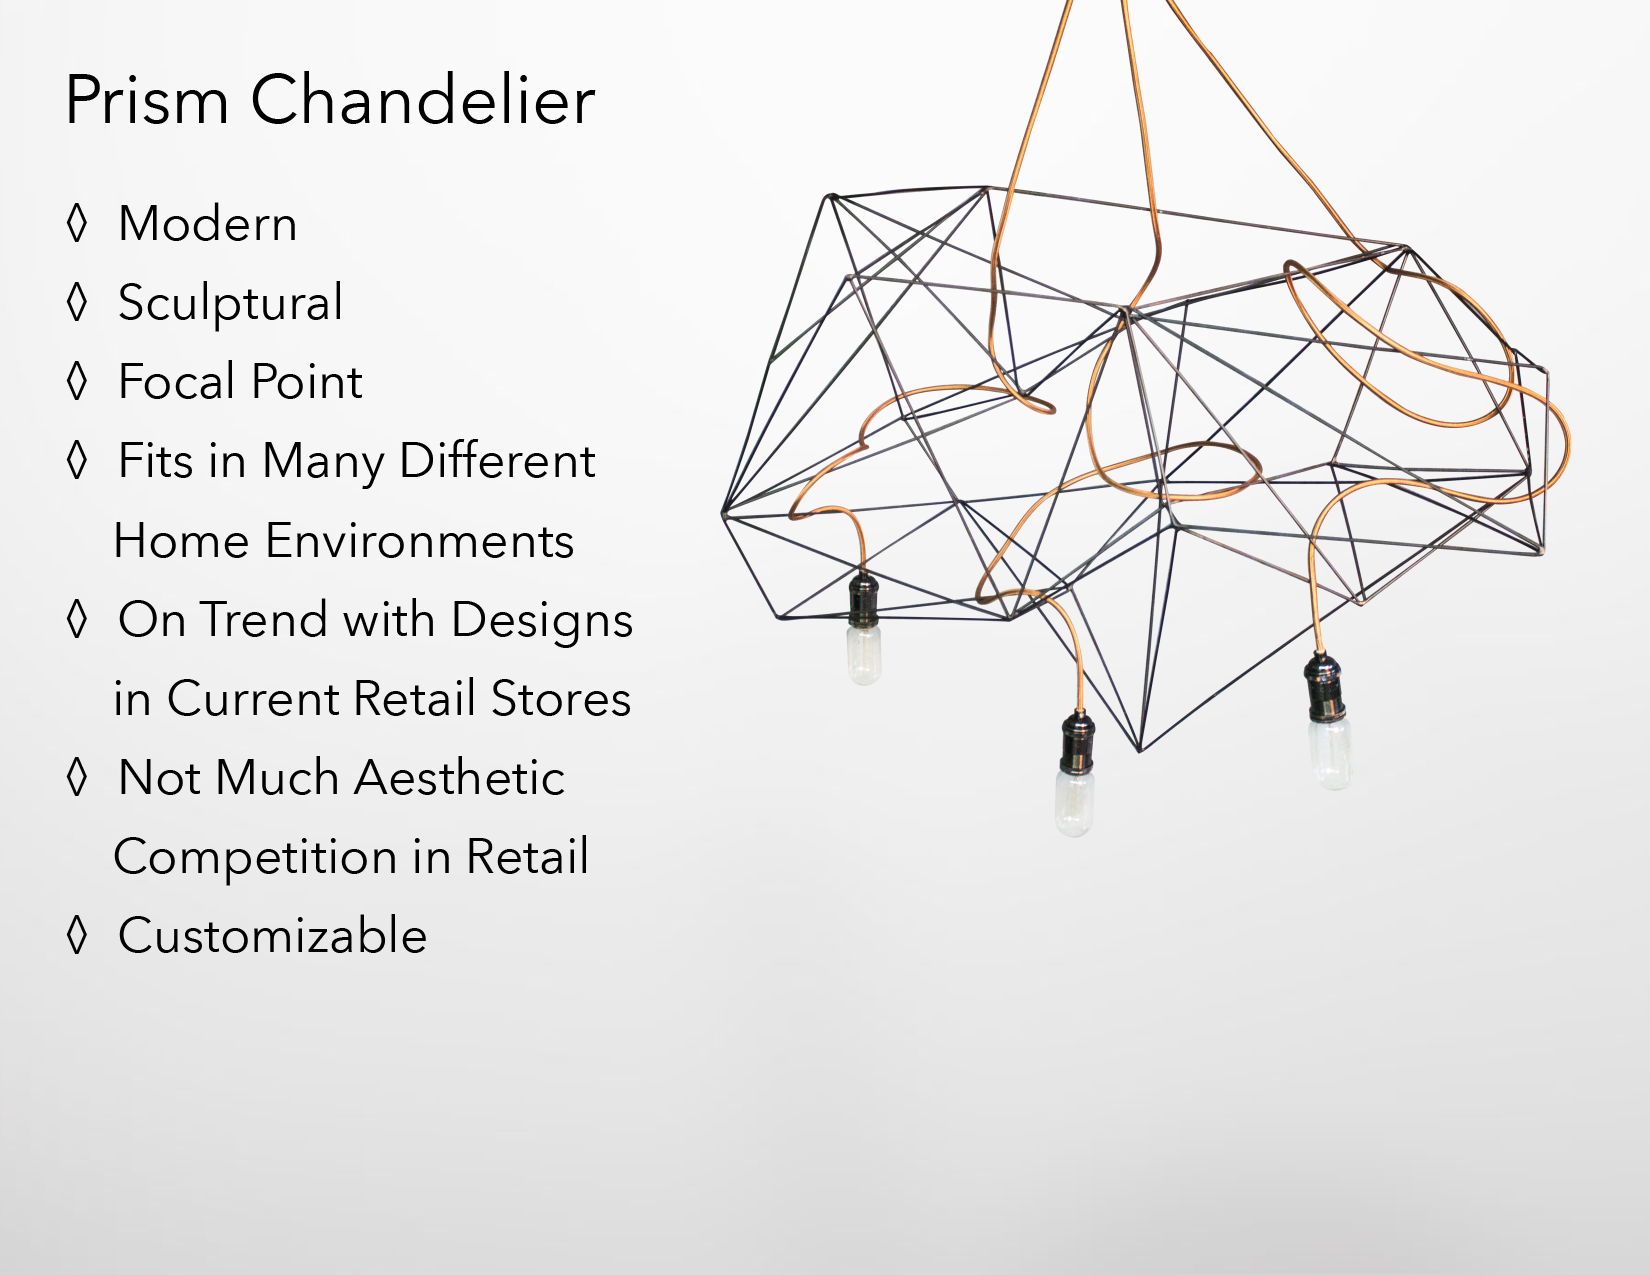 Prism Chandelier
◊ Modern
◊ Sculptural
◊ Focal Point
◊ Fits in Many Different
Home Environments
◊ On Trend with Designs
in Current Retail Stores
◊ Not Much Aesthetic
Competition in Retail
◊ Customizable